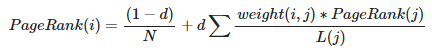 PageRank(i) = (1 − d) / N + d ∑ weight(i, j) ∗ PageRank(j) / L(j)